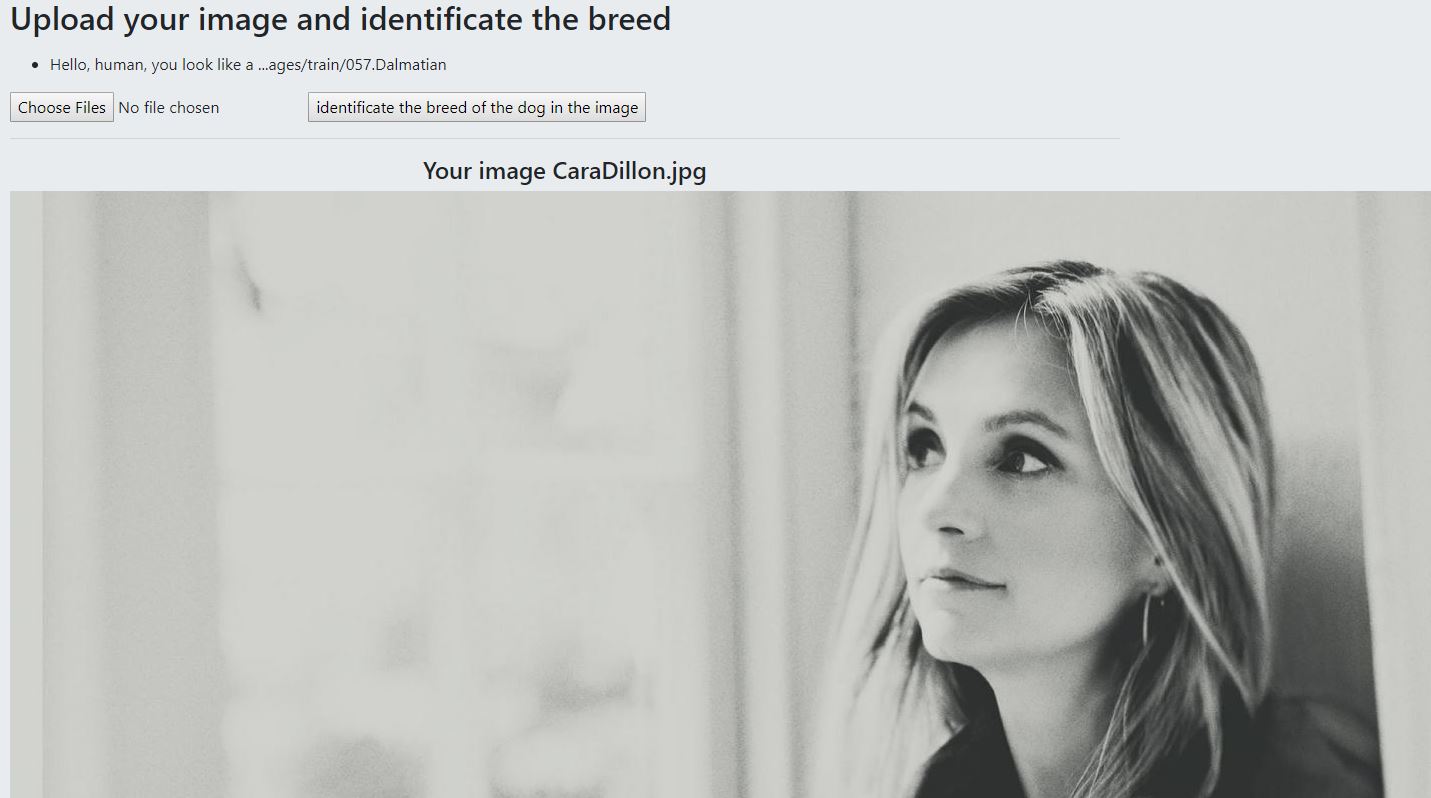 Upload your image and identificate the breed
Hello, human, you look like a ...ages/train/057.Dalmatian
Choose Files No file chosen identificate the breed of the dog in the image
Your image CaraDillon.jpg